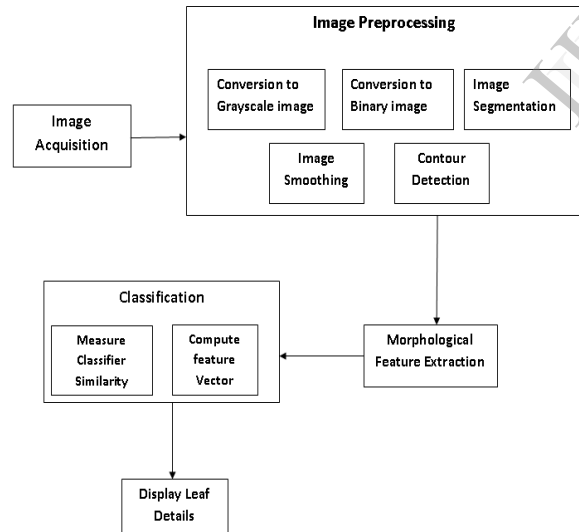 Image Preprocessing
Conversion to
Grayscale image
Conversion to
Binary image
Image
Segmentation
Image
Acquisition
Image
Smoothing
Contour
Detection
Classification
Measure
Classifier
Similarity
Compute
feature
Vector
Morphological
Feature Extraction
Display Leaf
Details